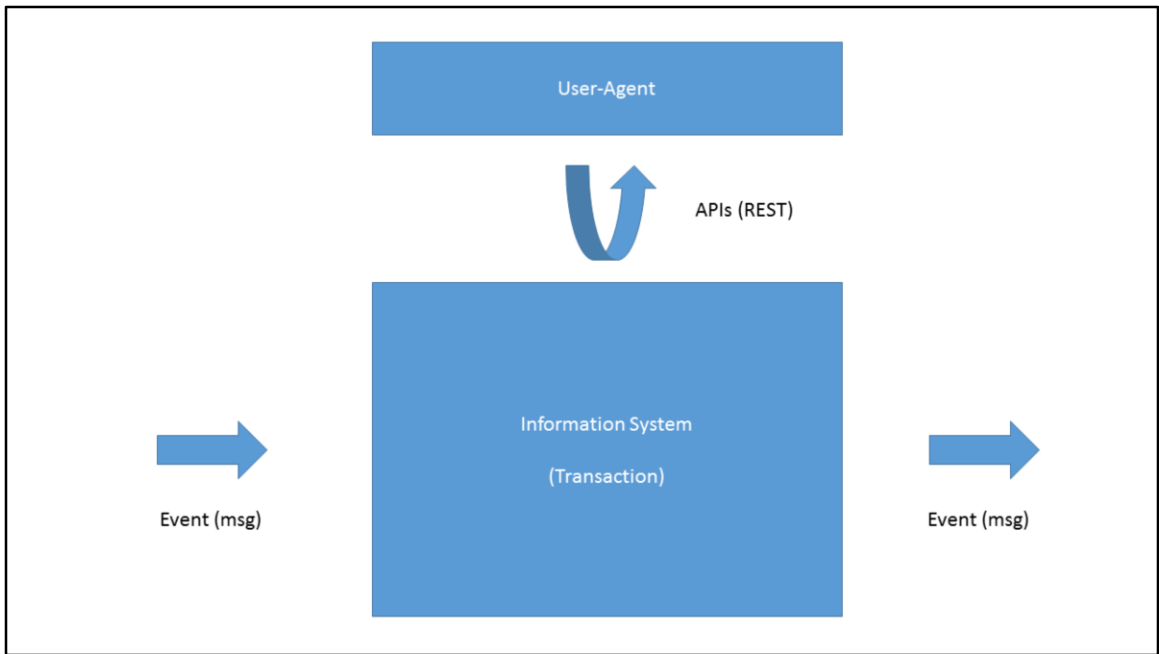 User-Agent
APIs (REST)
Information System
(Transaction)
Event (msg)
Event (msg)